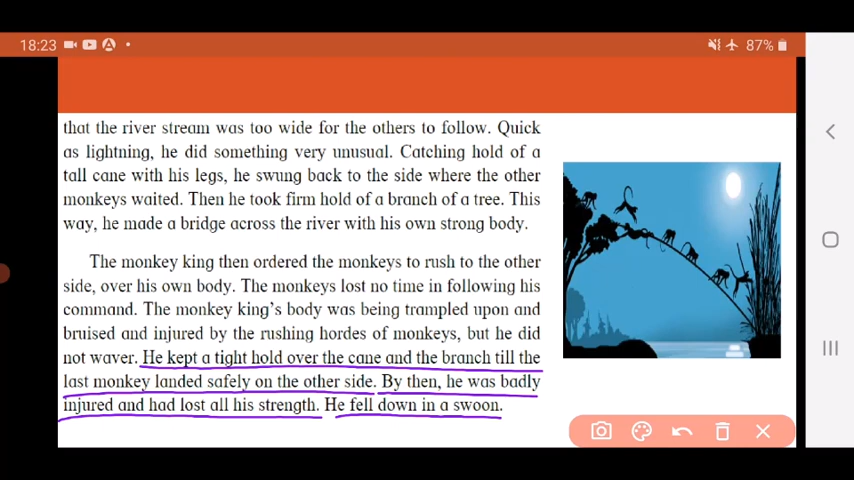 18:23
87%
that the river stream was too wide for the others to follow. Quick
as lightning, he did something very unusual. Catching hold of a
tall cane with his legs, he swung back to the side where the other
monkeys waited. Then he took firm hold of a branch of a tree. This
way, he made a bridge across the river with his own strong body.
The monkey king then ordered the monkeys to rush to the other
side, over his own body. The monkeys lost no time in following his
command. The monkey king's body was being trampled upon and
bruised and injured by the rushing hordes of monkeys, but he did
not waver. He kept a tight hold over the cane and the branch till the
last monkey landed safely on the other side. By then, he was badly
injured and had lost all his strength. He fell down in a swoon.